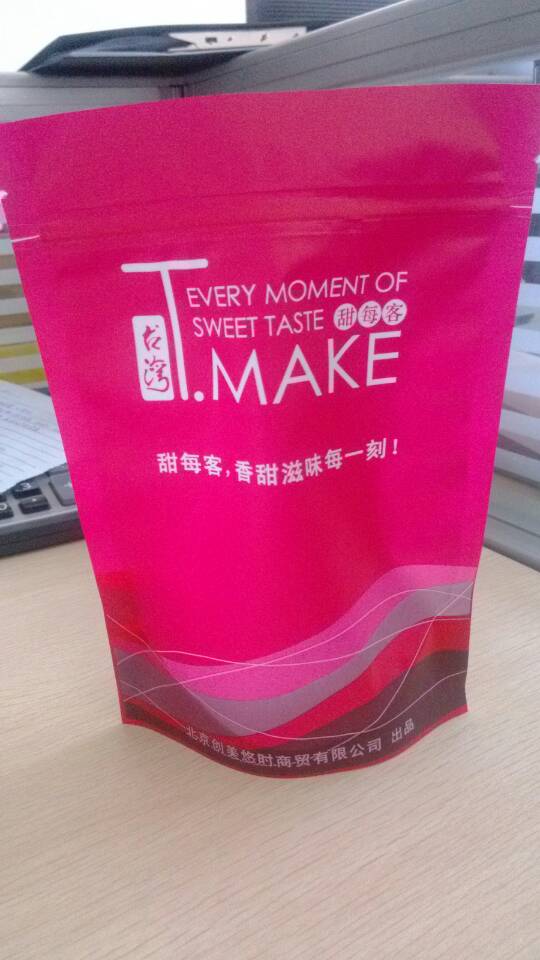 EVERY MOMENT OF
SWEET TASTE 甜每客
台湾
T.MAKE
甜每客,香甜滋味每一刻!
北京创美悠时商贸有限公司 出品